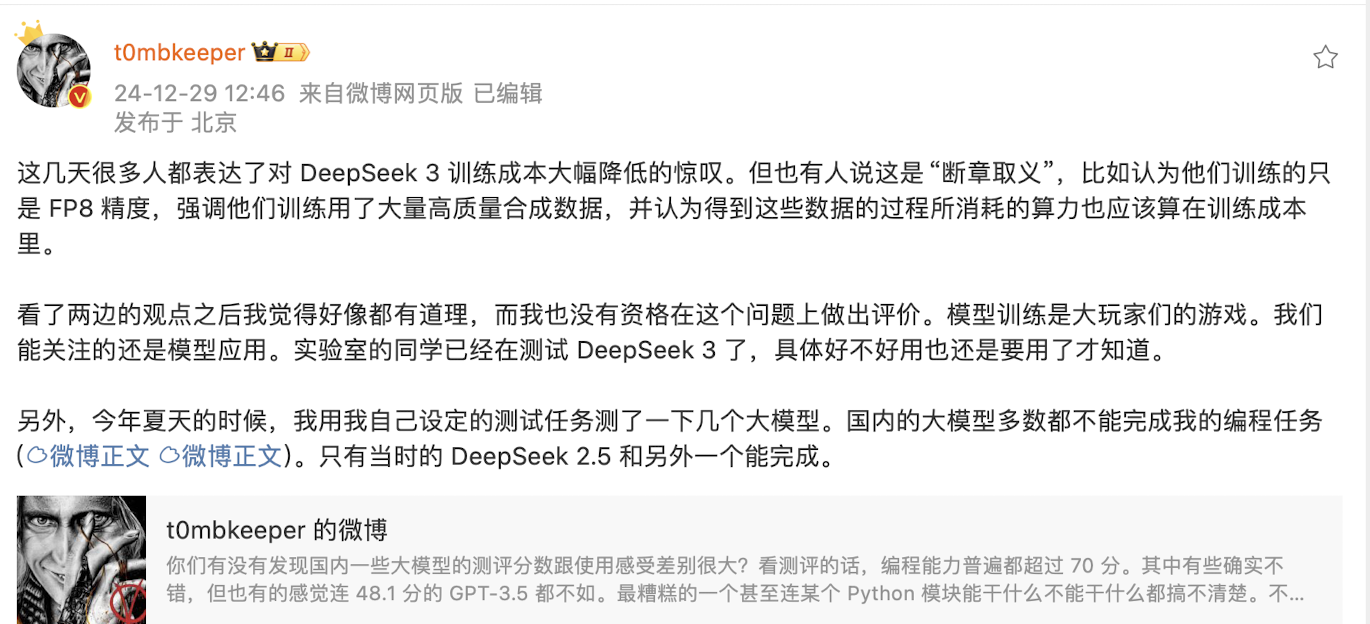 t0mbkeeper II
24-12-29 12:46 来自微博网页版 已编辑
发布于 北京
这几天很多人都表达了对 DeepSeek 3 训练成本大幅降低的惊叹。但也有人说这是“断章取义”，比如认为他们训练的只
是 FP8 精度，强调他们训练用了大量高质量合成数据，并认为得到这些数据的过程所消耗的算力也应该算在训练成本
里。
看了两边的观点之后我觉得好像都有道理，而我也没有资格在这个问题上做出评价。模型训练是大玩家们的游戏。我们
能关注的还是模型应用。实验室的同学已经在测试 DeepSeek 3 了，具体好不好用也还是要用了才知道。
另外，今年夏天的时候，我用我自己设定的测试任务测了一下几个大模型。国内的大模型多数都不能完成我的编程任务
(微博正文 微博正文)。只有当时的 DeepSeek 2.5 和另外一个能完成。
t0mbkeeper 的微博
你们有没有发现国内一些大模型的测评分数跟使用感受差别很大？看测评的话，编程能力普遍都超过 70 分。其中有些确实不
错，但也有的感觉连 48.1 分的 GPT-3.5 都不如。最糟糕的一个甚至连某个 Python 模块能干什么不能干什么都搞不清楚。不...